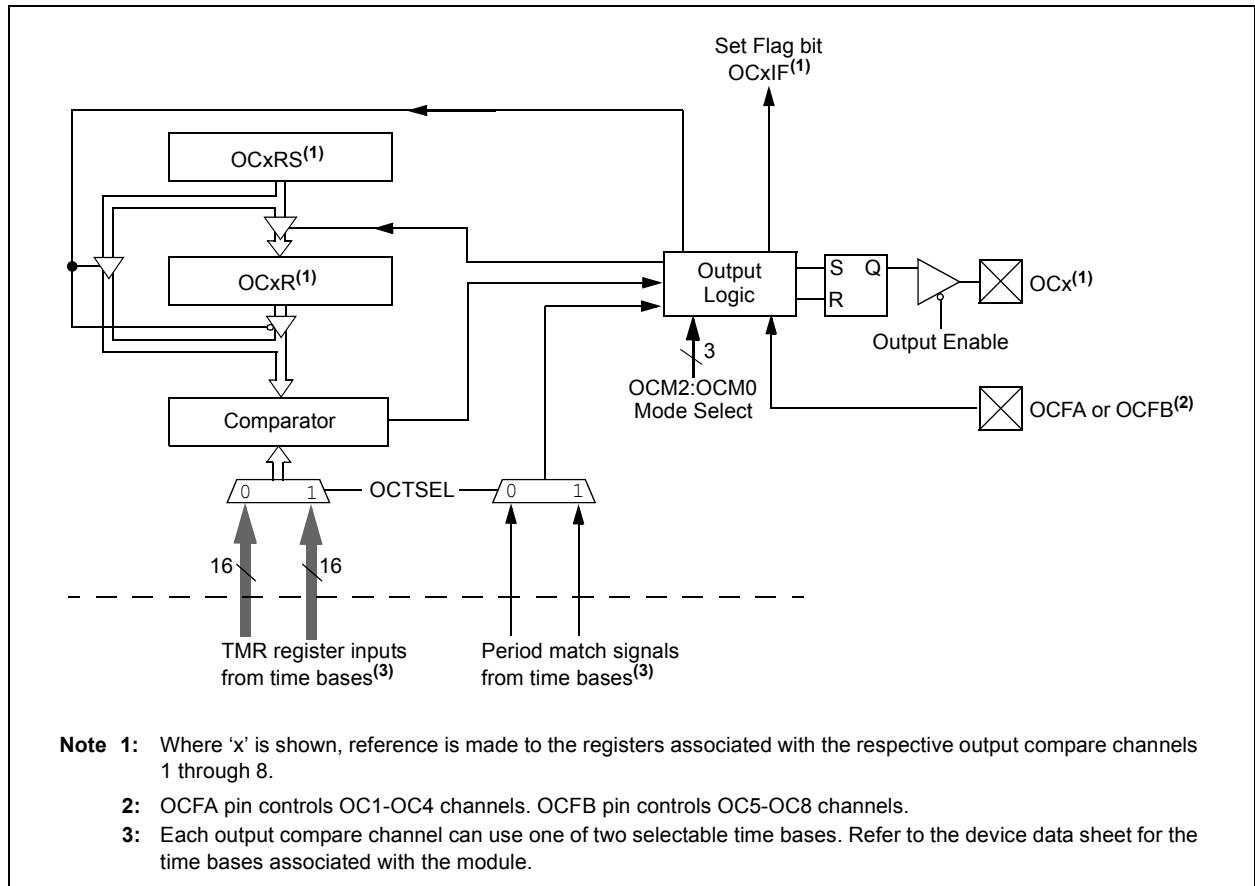 Set Flag bit
OCxIF(1)
OCxRS(1)
OCxR(1)
Output
Logic
S Q
R
OCx(1)
Output Enable
3
OCM2:OCM0
Mode Select
OCFA or OCFB(2)
Comparator
0 1
OCTSEL
0 1
16
16
TMR register inputs
from time bases(3)
Period match signals
from time bases(3)
Note 1: Where ‘x’ is shown, reference is made to the registers associated with the respective output compare channels
1 through 8.
2: OCFA pin controls OC1-OC4 channels. OCFB pin controls OC5-OC8 channels.
3: Each output compare channel can use one of two selectable time bases. Refer to the device data sheet for the
time bases associated with the module.